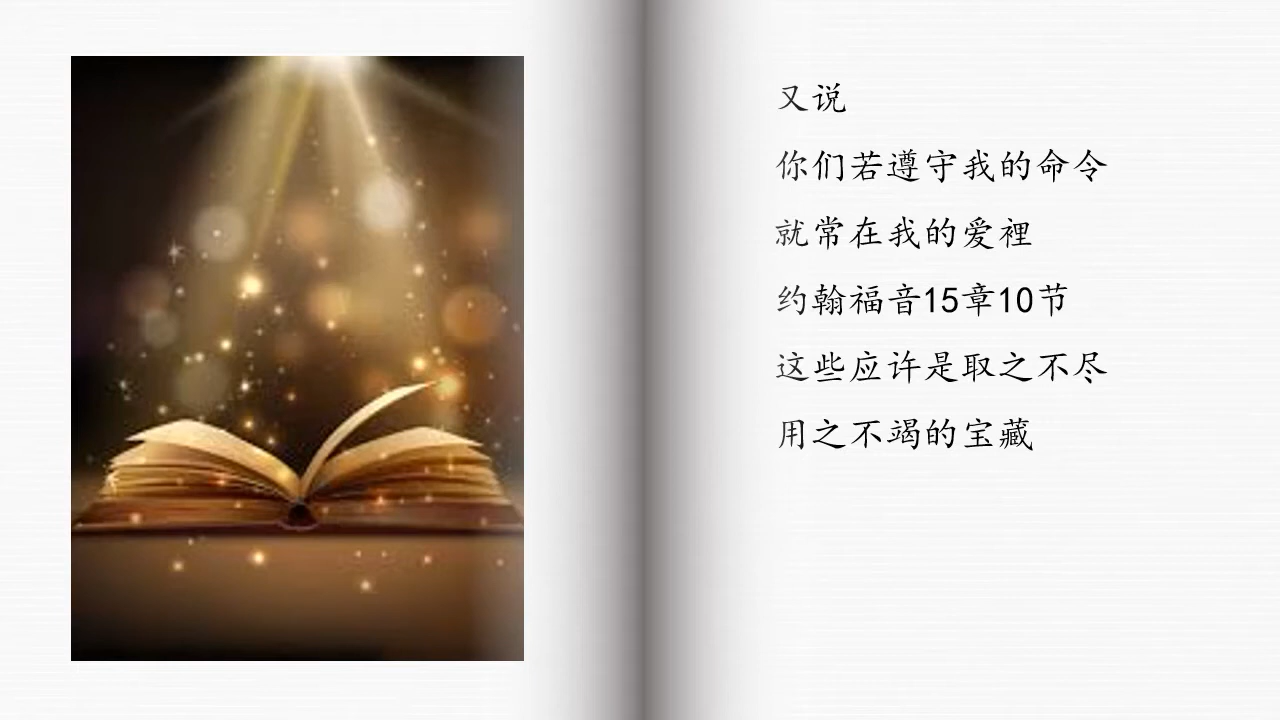 又说
你们若遵守我的命令
就常在我的爱裡
约翰福音15章10节
这些应许是取之不尽
用之不竭的宝藏